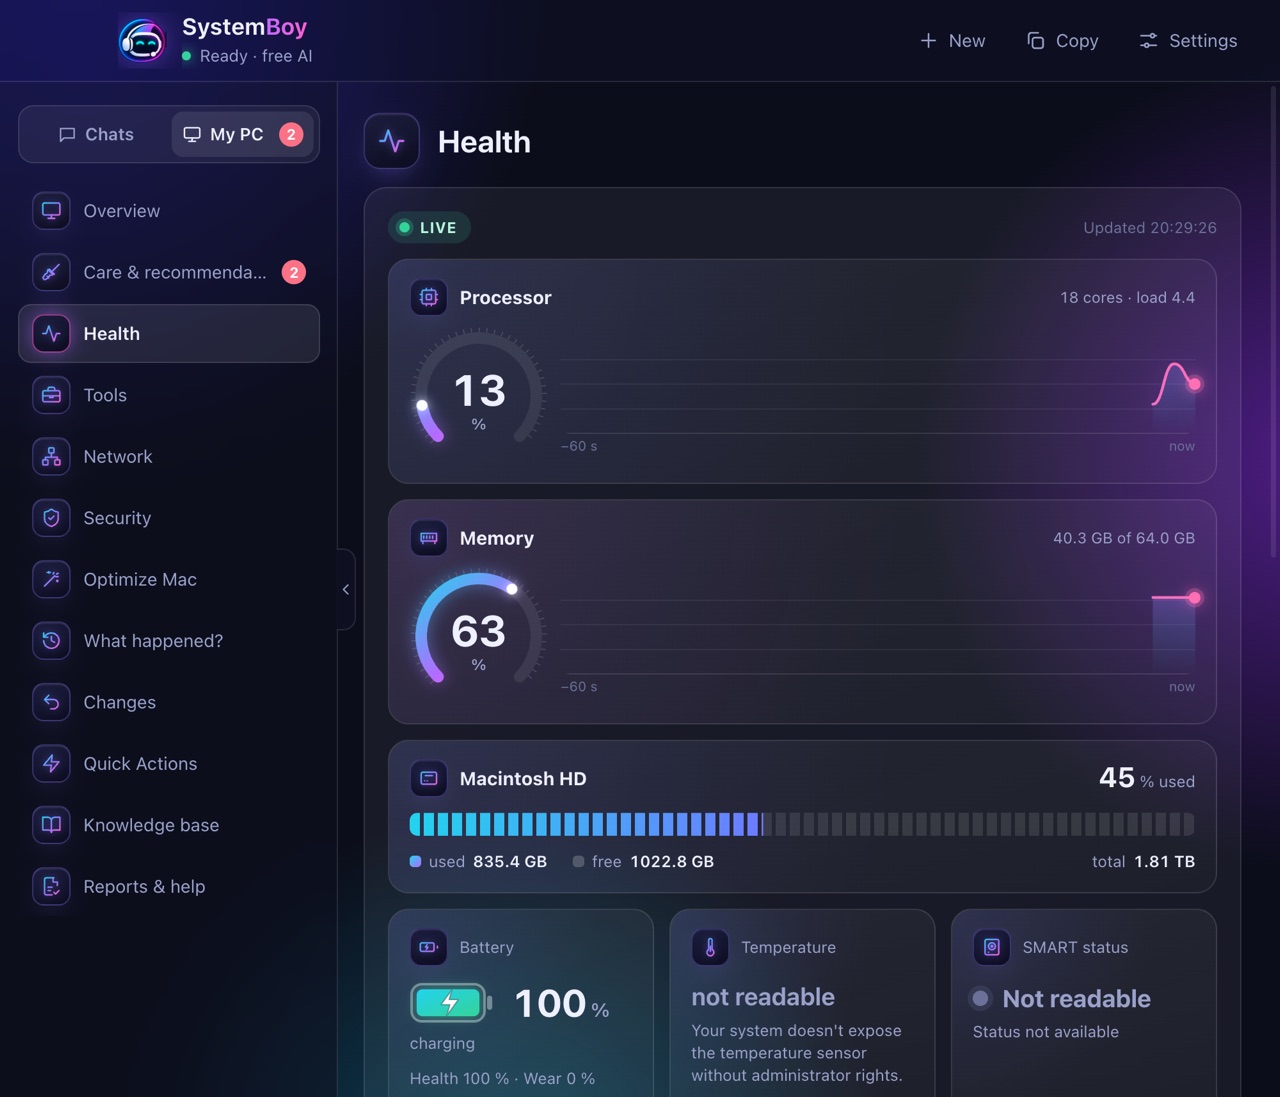 SystemBoy
Ready · free AI
New
Copy
Settings
Chats
My PC
2
Overview
Care & recommenda...
2
Health
Tools
Network
Security
Optimize Mac
What happened?
Changes
Quick Actions
Knowledge base
Reports & help
Health
LIVE
Updated 20:29:26
Processor
18 cores · load 4.4
13
%
−60 s
now
Memory
40.3 GB of 64.0 GB
63
%
−60 s
now
Macintosh HD
45 % used
used 835.4 GB
free 1022.8 GB
total 1.81 TB
Battery
100 %
charging
Health 100 % · Wear 0 %
Temperature
not readable
Your system doesn't expose
the temperature sensor
without administrator rights.
SMART status
Not readable
Status not available